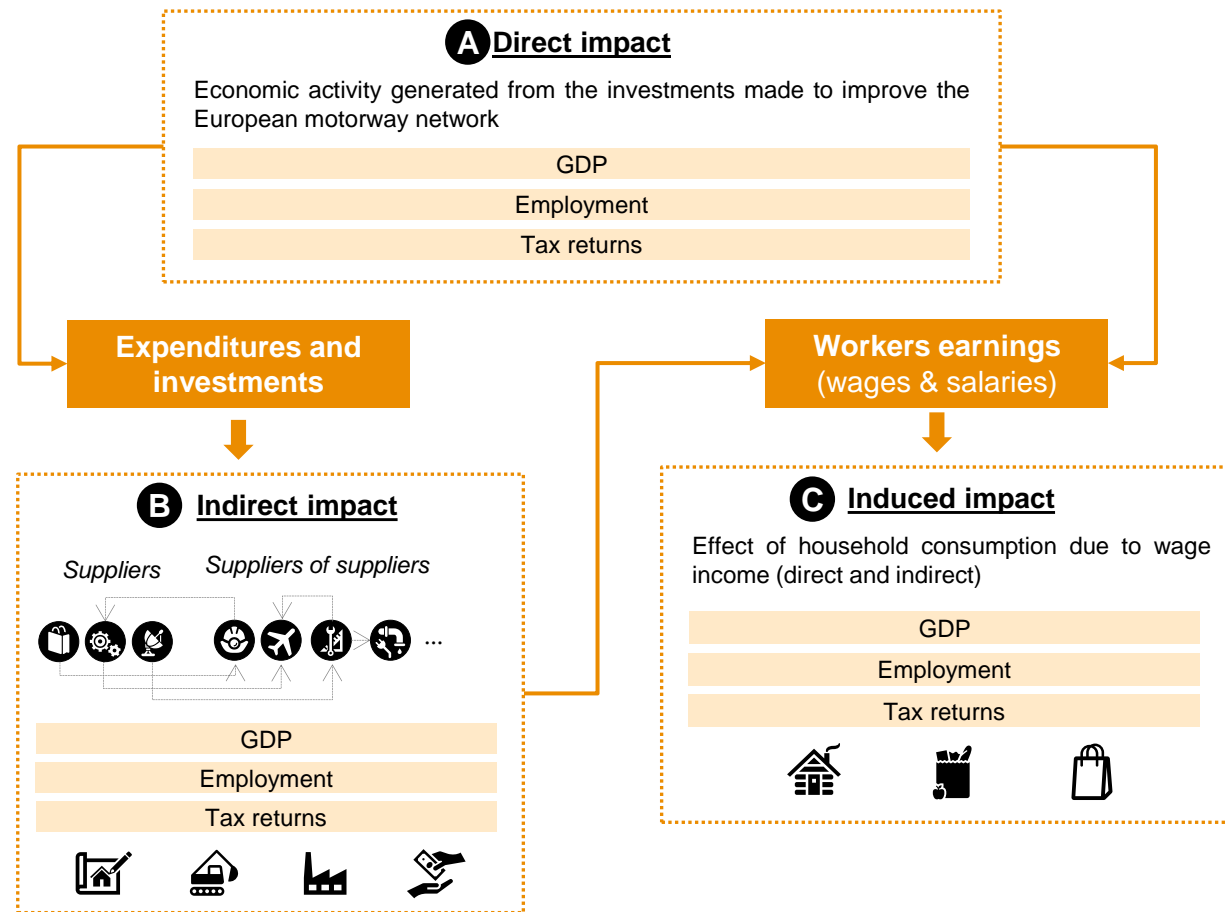 A Direct impact
Economic activity generated from the investments made to improve the
European motorway network
GDP
Employment
Tax returns
Expenditures and
investments
Workers earnings
(wages & salaries)
B Indirect impact
Suppliers
Suppliers of suppliers
...
GDP
Employment
Tax returns
C Induced impact
Effect of household consumption due to wage
income (direct and indirect)
GDP
Employment
Tax returns